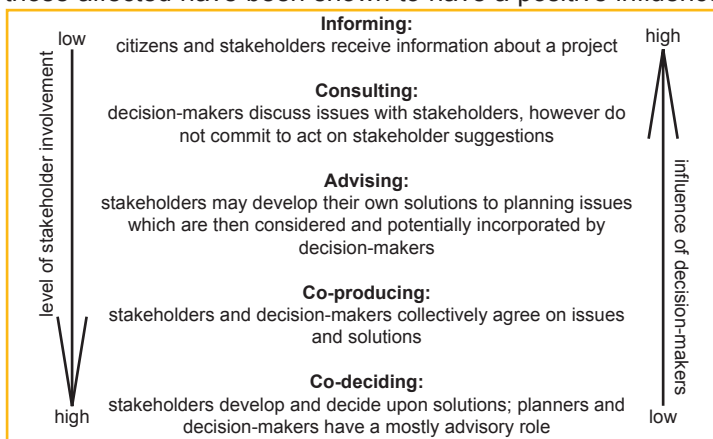 these affected have been shown to have a positive influence
Informing:
low
high
citizens and stakeholders receive information about a project
Consulting:
decision-makers discuss issues with stakeholders, however do
not commit to act on stakeholder suggestions
Advising:
stakeholders may develop their own solutions to planning issues
which are then considered and potentially incorporated by
decision-makers
Co-producing:
stakeholders and decision-makers collectively agree on issues
and solutions
Co-deciding:
stakeholders develop and decide upon solutions; planners and
decision-makers have a mostly advisory role
high
low
level of stakeholder involvement
influence of decision-makers